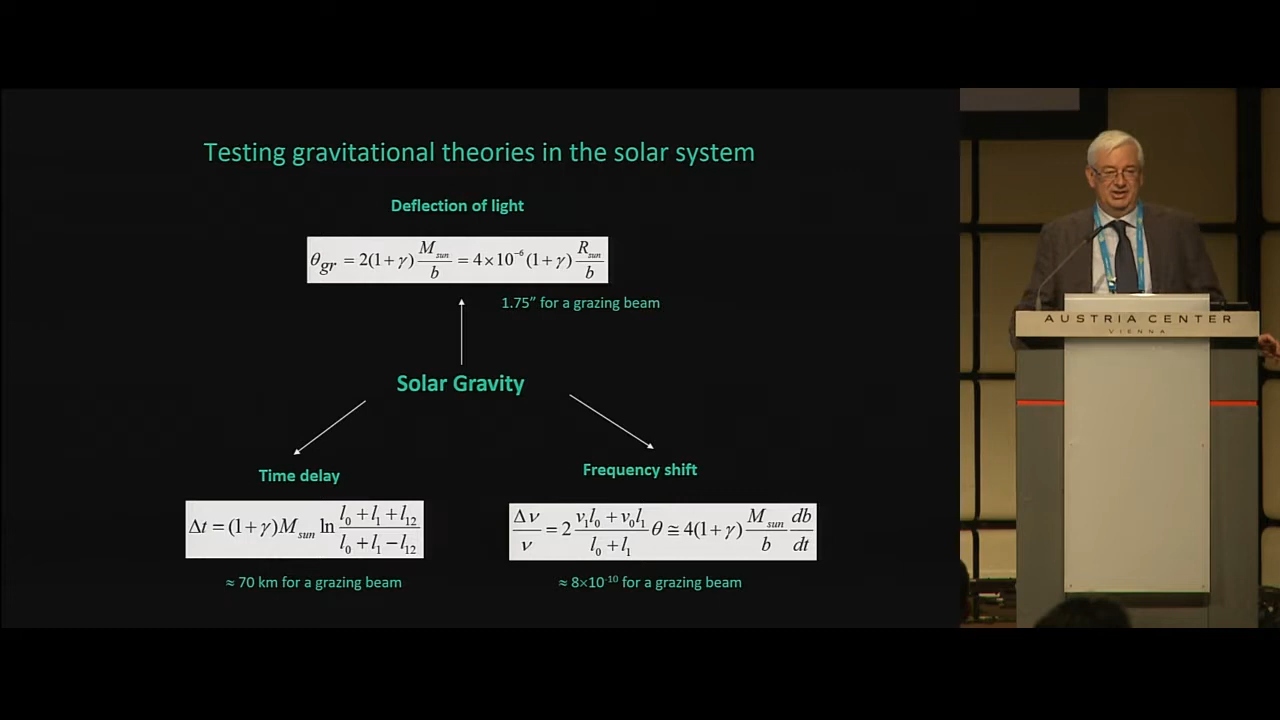 Testing gravitational theories in the solar system
Deflection of light
θgr = 2(1+γ) Msun/b = 4×10⁻⁶(1+γ) Rsun/b
1.75” for a grazing beam
Solar Gravity
Time delay
Δt = (1+γ)Msun ln (l₀+l₁+l₁₂)/(l₀+l₁−l₁₂)
≈ 70 km for a grazing beam
Frequency shift
Δν/ν = 2 (v₁l₀+v₀l₁)/(l₀+l₁) θ ≅ 4(1+γ) Msun/b db/dt
≈ 8×10⁻¹⁰ for a grazing beam
AUSTRIA CENTER
VIENNA